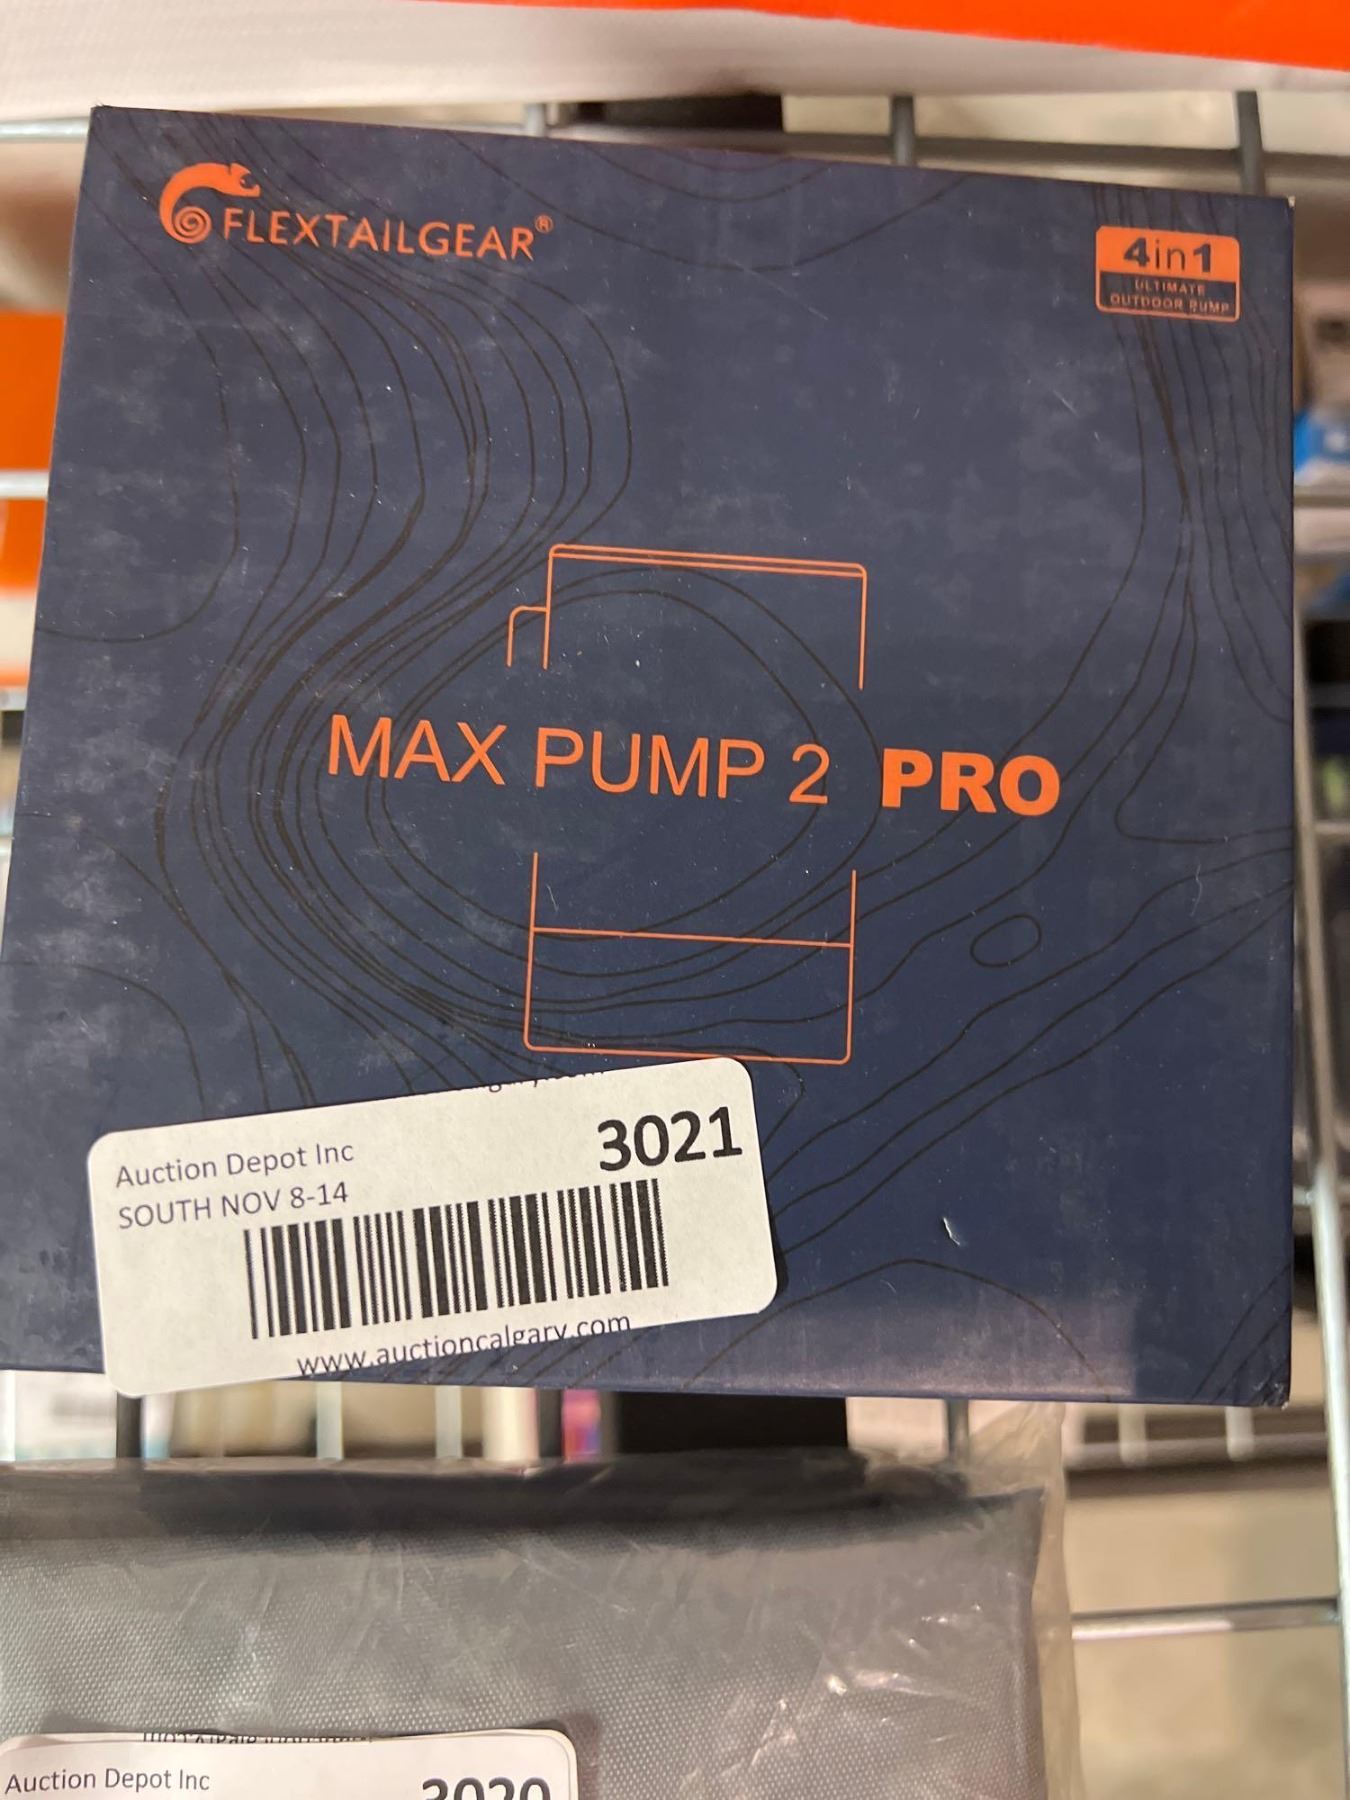 FLEXTAILGEAR®
4in1
ULTIMATE
OUTDOOR PUMP
MAX PUMP 2 PRO
Auction Depot Inc
3021
SOUTH NOV 8-14
www.auctioncalgary.com
Auction Depot Inc
3020